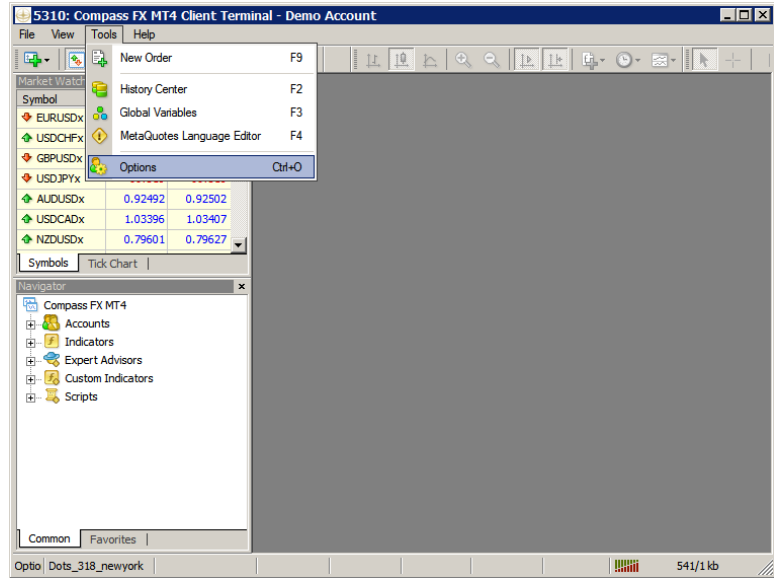 5310: Compass FX MT4 Client Terminal - Demo Account
File View Tools Help
New Order F9
History Center F2
Global Variables F3
MetaQuotes Language Editor F4
Options Ctrl+O
Market Watch
Symbol
EURUSDx
USDCHFx
GBPUSDx
USDJPYx
AUDUSDx 0.92492 0.92502
USDCADx 1.03396 1.03407
NZDUSDx 0.79601 0.79627
Symbols Tick Chart
Navigator
Compass FX MT4
Accounts
Indicators
Expert Advisors
Custom Indicators
Scripts
Common Favorites
Optio Dots_318_newyork 541/1 kb